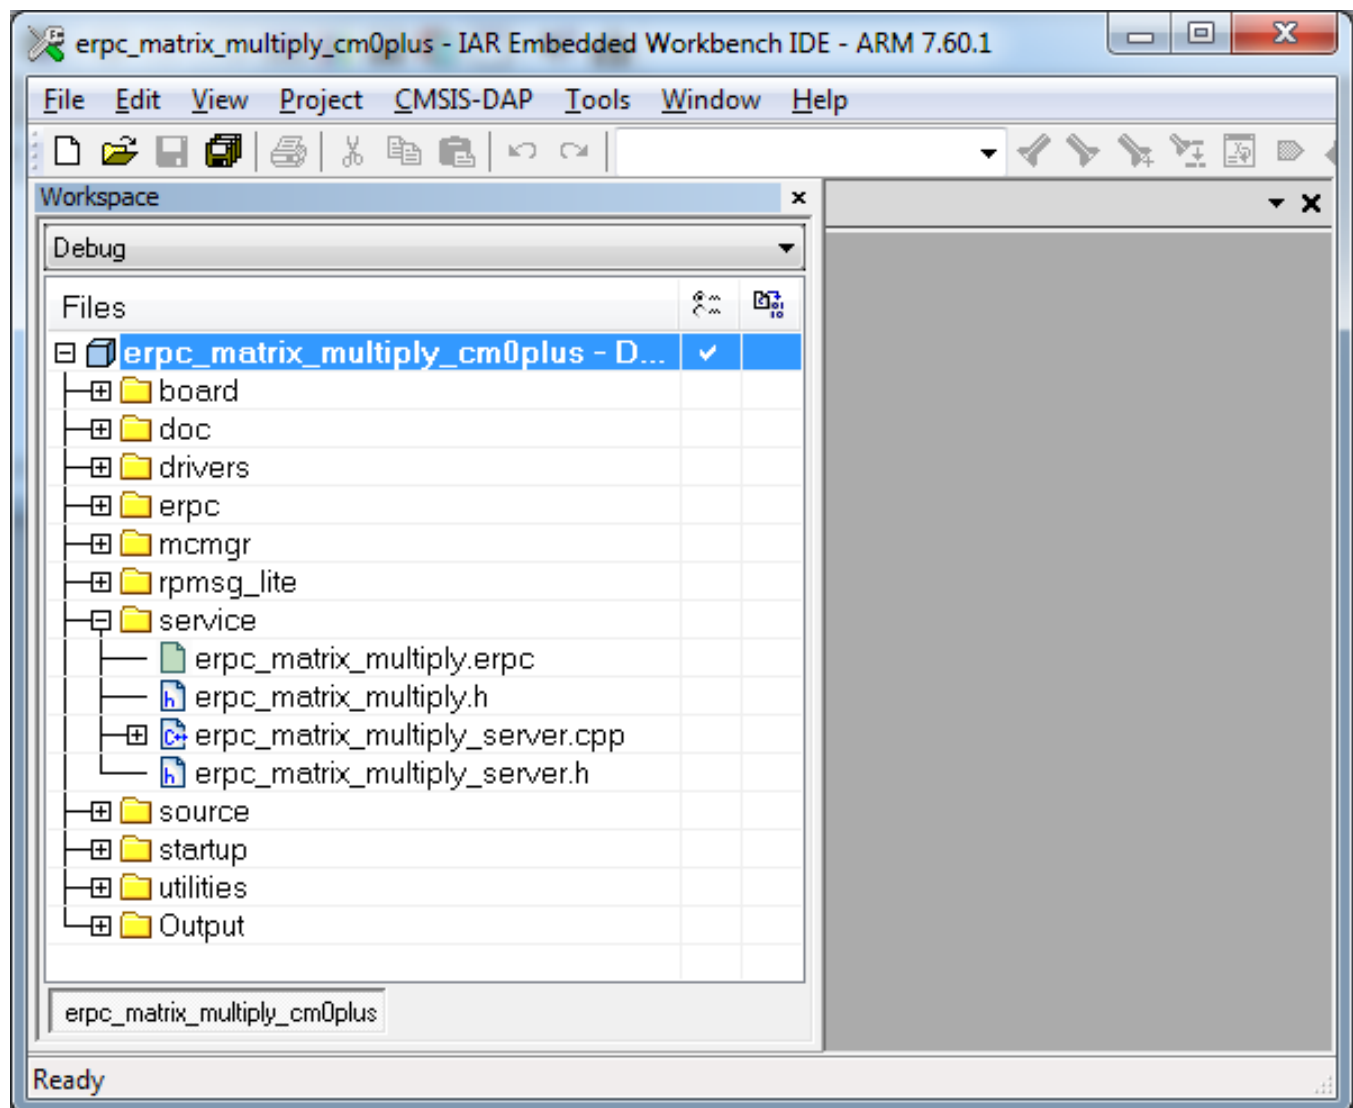 erpc_matrix_multiply_cm0plus - IAR Embedded Workbench IDE - ARM 7.60.1
File Edit View Project CMSIS-DAP Tools Window Help
Workspace
Debug
Files
erpc_matrix_multiply_cm0plus - D...
board
doc
drivers
erpc
mcmgr
rpmsg_lite
service
erpc_matrix_multiply.erpc
erpc_matrix_multiply.h
erpc_matrix_multiply_server.cpp
erpc_matrix_multiply_server.h
source
startup
utilities
Output
erpc_matrix_multiply_cm0plus
Ready